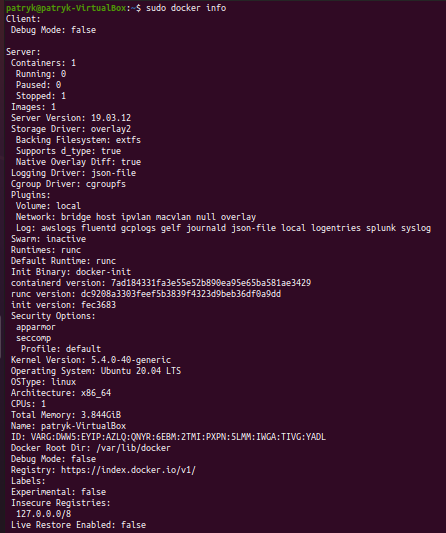 patryk@patryk-VirtualBox:~$ sudo docker info
Client:
 Debug Mode: false

Server:
 Containers: 1
  Running: 0
  Paused: 0
  Stopped: 1
 Images: 1
 Server Version: 19.03.12
 Storage Driver: overlay2
  Backing Filesystem: extfs
  Supports d_type: true
  Native Overlay Diff: true
 Logging Driver: json-file
 Cgroup Driver: cgroupfs
 Plugins:
  Volume: local
  Network: bridge host ipvlan macvlan null overlay
  Log: awslogs fluentd gcplogs gelf journald json-file local logentries splunk syslog
 Swarm: inactive
 Runtimes: runc
 Default Runtime: runc
 Init Binary: docker-init
 containerd version: 7ad184331fa3e55e52b890ea95e65ba581ae3429
 runc version: dc9208a3303feef5b3839f4323d9beb36df0a9dd
 init version: fec3683
 Security Options:
  apparmor
  seccomp
   Profile: default
 Kernel Version: 5.4.0-40-generic
 Operating System: Ubuntu 20.04 LTS
 OSType: linux
 Architecture: x86_64
 CPUs: 1
 Total Memory: 3.844GiB
 Name: patryk-VirtualBox
 ID: VARG:DWW5:EYIP:AZLQ:QNYR:6EBM:2TMI:PXPN:5LMM:IWGA:TIVG:YADL
 Docker Root Dir: /var/lib/docker
 Debug Mode: false
 Registry: https://index.docker.io/v1/
 Labels:
 Experimental: false
 Insecure Registries:
  127.0.0.0/8
 Live Restore Enabled: false